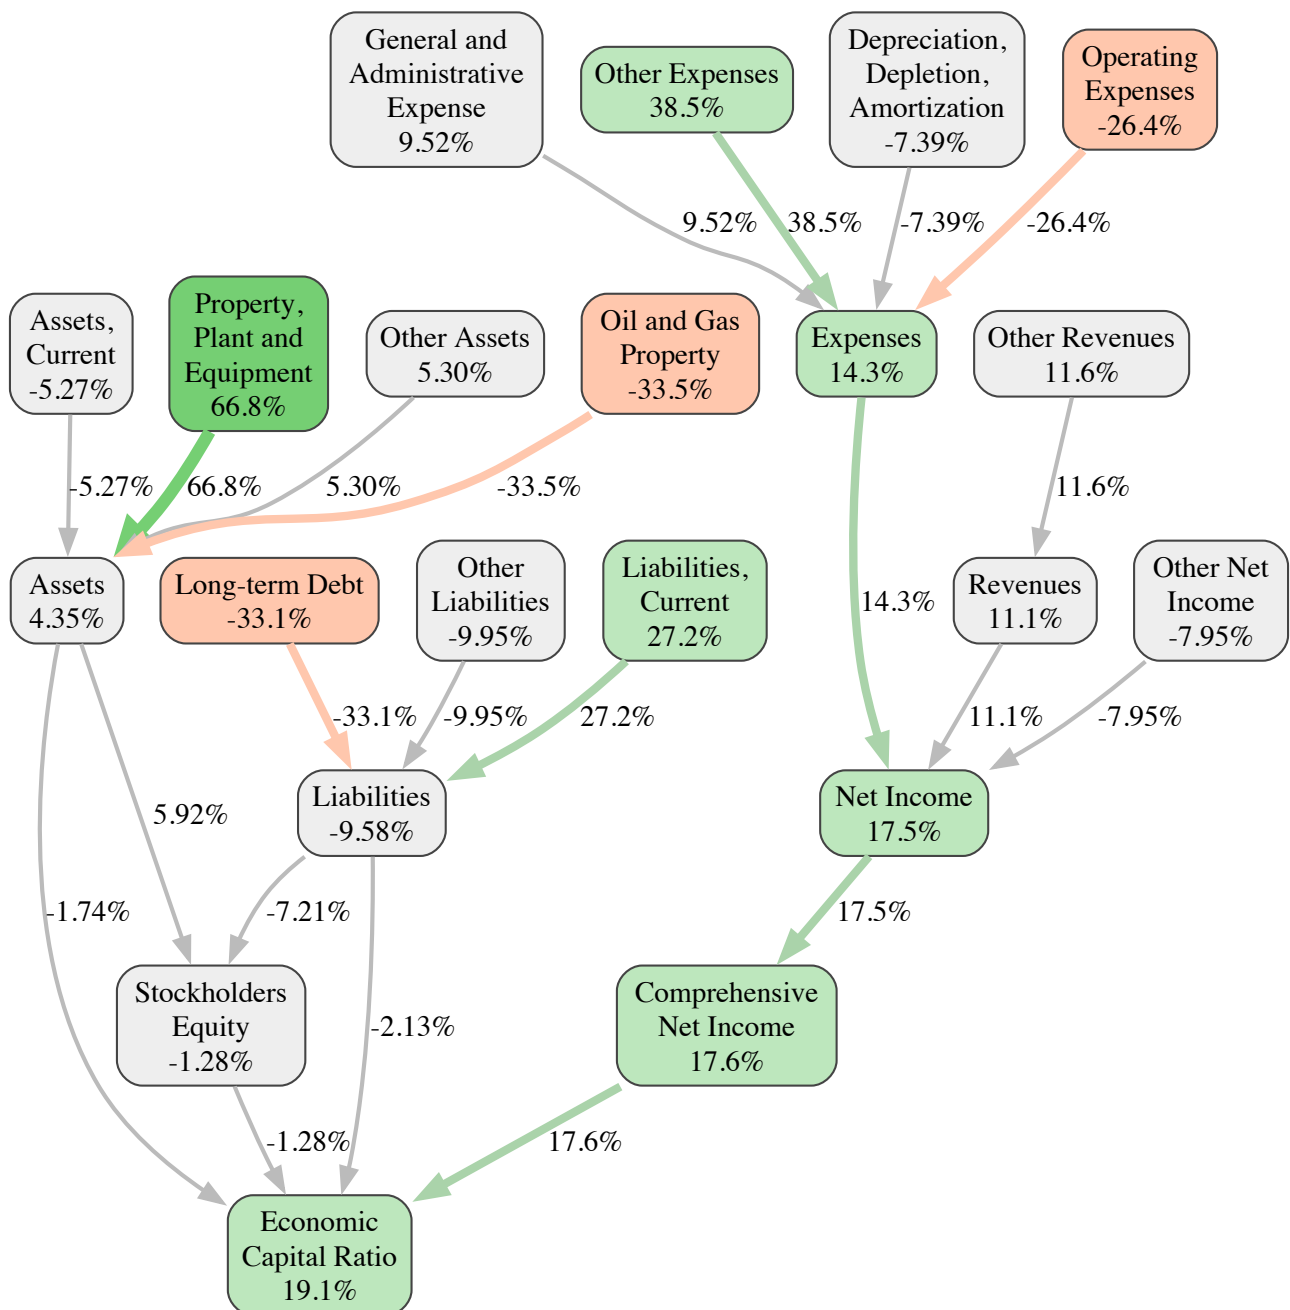 General and
Administrative
Expense
9.52%
Other Expenses
38.5%
Depreciation,
Depletion,
Amortization
-7.39%
Operating
Expenses
-26.4%
9.52%
38.5%
-7.39%
-26.4%
Assets,
Current
-5.27%
Property,
Plant and
Equipment
66.8%
Other Assets
5.30%
Oil and Gas
Property
-33.5%
Expenses
14.3%
Other Revenues
11.6%
-5.27%
66.8%
5.30%
-33.5%
11.6%
Assets
4.35%
Long-term Debt
-33.1%
Other
Liabilities
-9.95%
Liabilities,
Current
27.2%
14.3%
Revenues
11.1%
Other Net
Income
-7.95%
-33.1%
-9.95%
27.2%
11.1%
-7.95%
5.92%
Liabilities
-9.58%
Net Income
17.5%
-1.74%
-7.21%
17.5%
Stockholders
Equity
-1.28%
-2.13%
Comprehensive
Net Income
17.6%
-1.28%
17.6%
Economic
Capital Ratio
19.1%